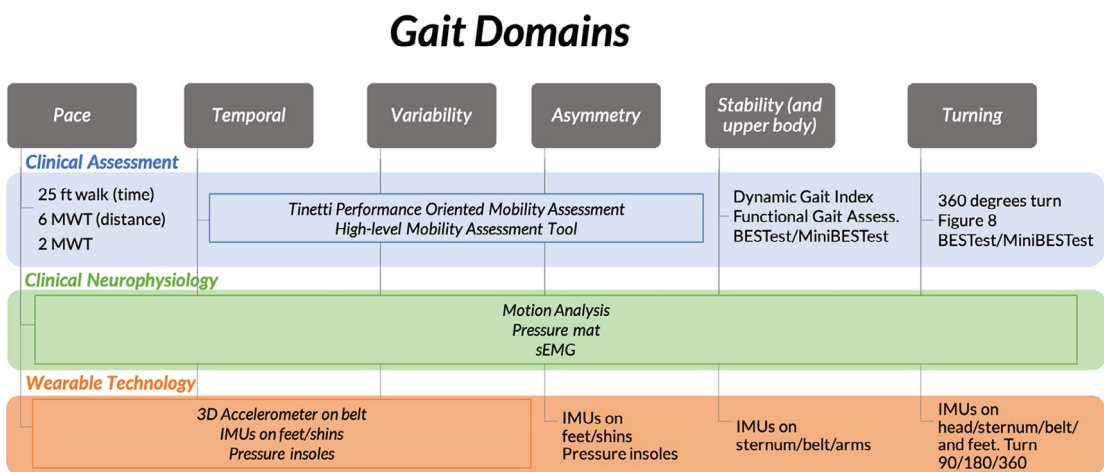 Gait Domains
Pace
Temporal
Variability
Asymmetry
Stability (and
upper body)
Turning
Clinical Assessment
25 ft walk (time)
6 MWT (distance)
2 MWT
Tinetti Performance Oriented Mobility Assessment
High-level Mobility Assessment Tool
Dynamic Gait Index
Functional Gait Assess.
BESTest/MiniBESTest
360 degrees turn
Figure 8
BESTest/MiniBESTest
Clinical Neurophysiology
Motion Analysis
Pressure mat
sEMG
Wearable Technology
3D Accelerometer on belt
IMUs on feet/shins
Pressure insoles
IMUs on
feet/shins
Pressure insoles
IMUs on
sternum/belt/arms
IMUs on
head/sternum/belt/
and feet. Turn
90/180/360